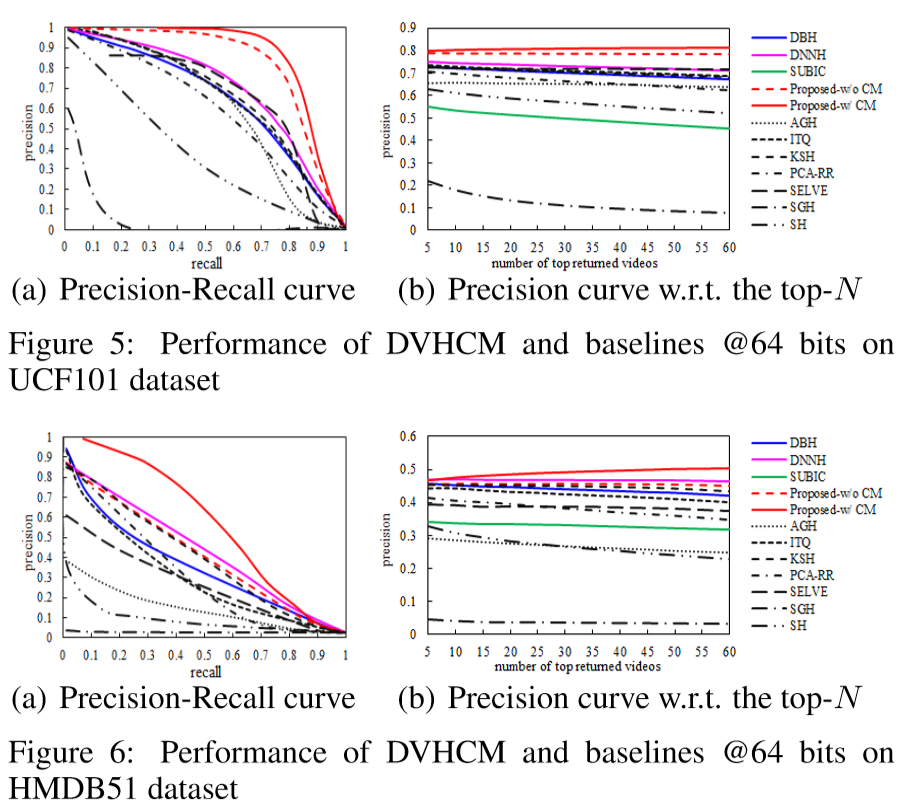 1
0.9
0.8
0.7
0.6
0.5
0.4
0.3
0.2
0.1
0
precision
0 0.1 0.2 0.3 0.4 0.5 0.6 0.7 0.8 0.9 1
recall
0.9
0.8
0.7
0.6
0.5
0.4
0.3
0.2
0.1
0
precision
5 10 15 20 25 30 35 40 45 50 55 60
number of top returned videos
DBH
DNNH
SUBIC
Proposed-w/o CM
Proposed-w/ CM
AGH
ITQ
KSH
PCA-RR
SELVE
SGH
SH
(a) Precision-Recall curve
(b) Precision curve w.r.t. the top-N
Figure 5: Performance of DVHCM and baselines @64 bits on
UCF101 dataset
1
0.9
0.8
0.7
0.6
0.5
0.4
0.3
0.2
0.1
0
precision
0 0.1 0.2 0.3 0.4 0.5 0.6 0.7 0.8 0.9 1
recall
0.6
0.5
0.4
0.3
0.2
0.1
0
precision
5 10 15 20 25 30 35 40 45 50 55 60
number of top returned videos
DBH
DNNH
SUBIC
Proposed-w/o CM
Proposed-w/ CM
AGH
ITQ
KSH
PCA-RR
SELVE
SGH
SH
(a) Precision-Recall curve
(b) Precision curve w.r.t. the top-N
Figure 6: Performance of DVHCM and baselines @64 bits on
HMDB51 dataset